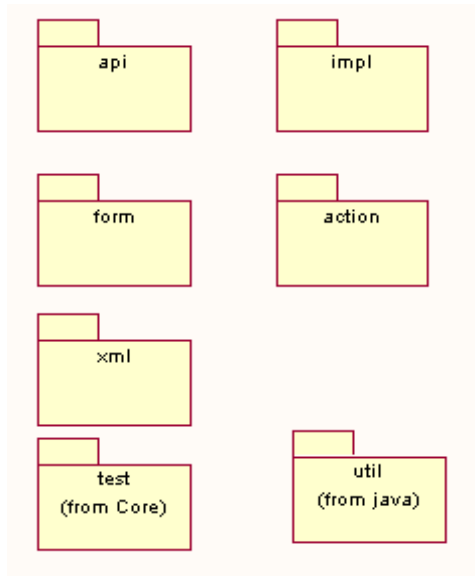 api
impl
form
action
xml
test
(from Core)
util
(from java)